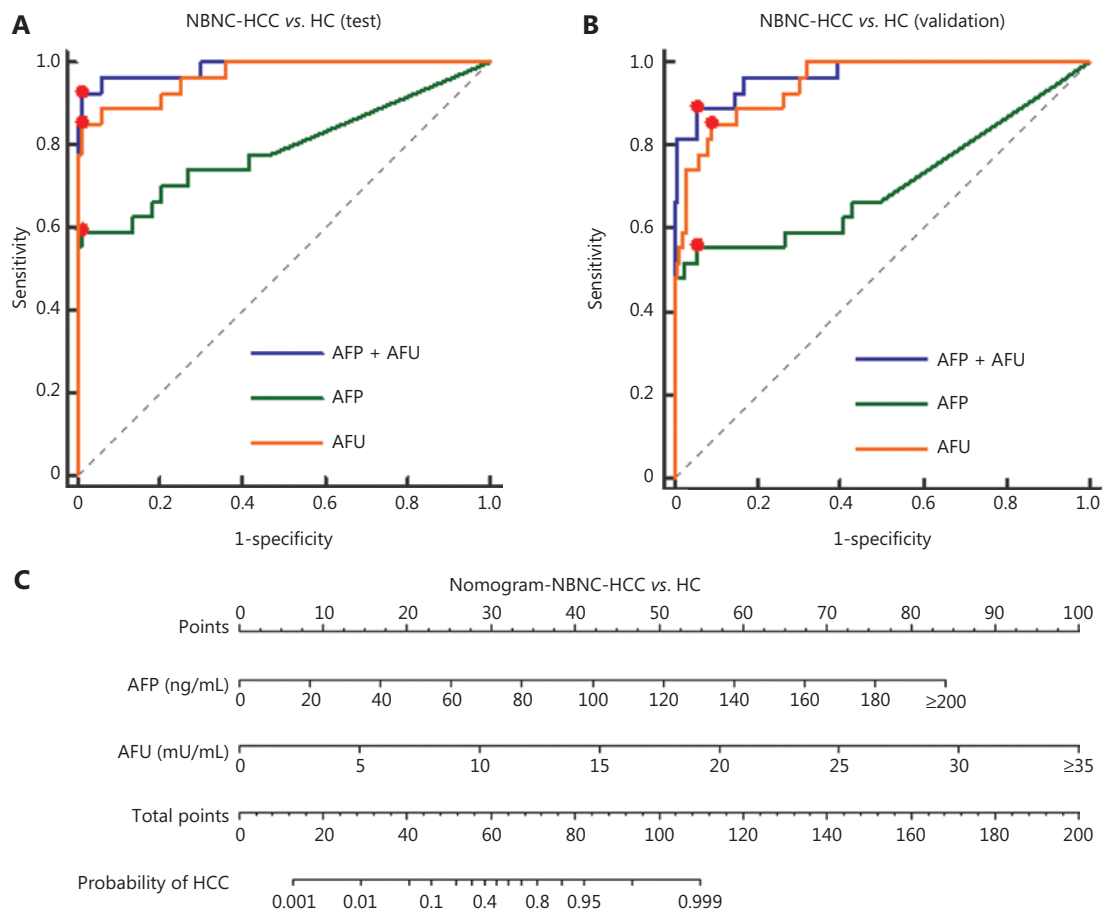 A
NBNC-HCC vs. HC (test)
1.0
0.8
0.6
0.4
0.2
0
Sensitivity
AFP + AFU
AFP
AFU
0 0.2 0.4 0.6 0.8 1.0
1-specificity
B
NBNC-HCC vs. HC (validation)
1.0
0.8
0.6
0.4
0.2
0
Sensitivity
AFP + AFU
AFP
AFU
0 0.2 0.4 0.6 0.8 1.0
1-specificity
C
Nomogram-NBNC-HCC vs. HC
0 10 20 30 40 50 60 70 80 90 100
Points
AFP (ng/mL)
0 20 40 60 80 100 120 140 160 180 ≥200
AFU (mU/mL)
0 5 10 15 20 25 30 ≥35
Total points
0 20 40 60 80 100 120 140 160 180 200
Probability of HCC
0.001 0.01 0.1 0.4 0.8 0.95 0.999